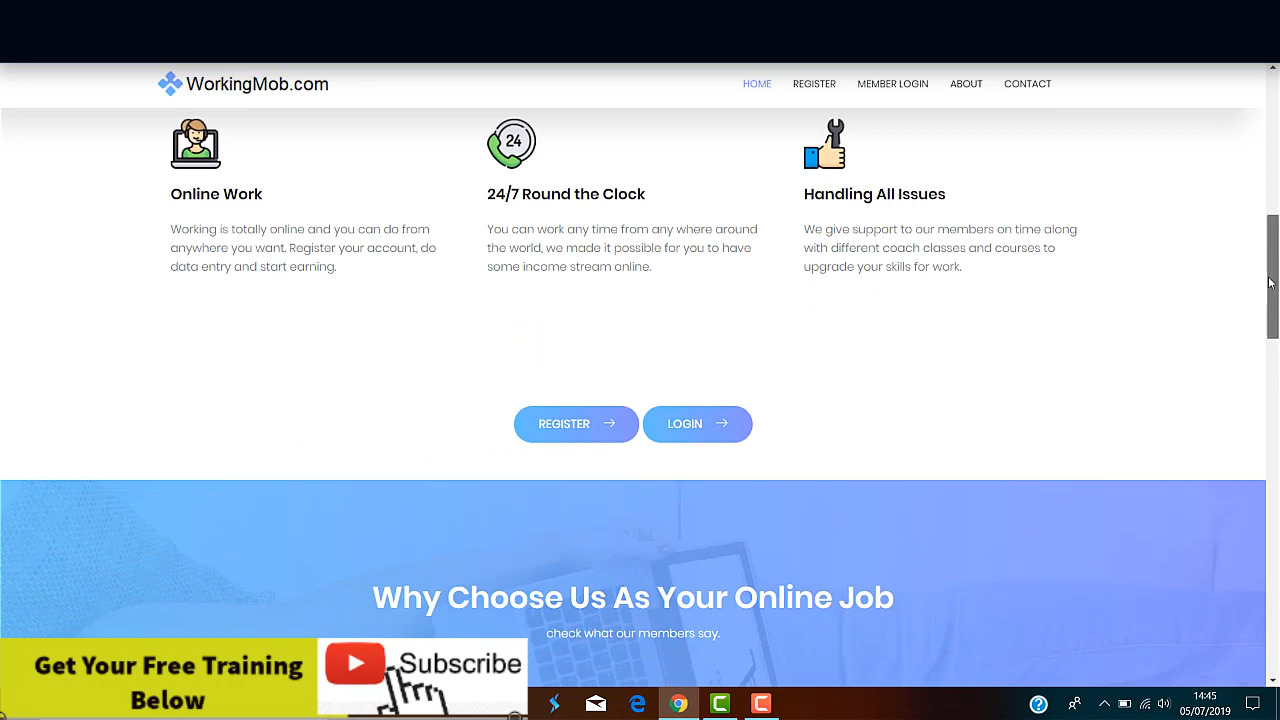 WorkingMob.com
HOME REGISTER MEMBER LOGIN ABOUT CONTACT
24
Online Work
Working is totally online and you can do from
anywhere you want. Register your account, do
data entry and start earning.
24/7 Round the Clock
You can work any time from any where around
the world, we made it possible for you to have
some income stream online.
Handling All Issues
We give support to our members on time along
with different coach classes and courses to
upgrade your skills for work.
REGISTER
LOGIN
Why Choose Us As Your Online Job
check what our members say.
Get Your Free Training
Below
Subscribe
14:45
05/07/2019